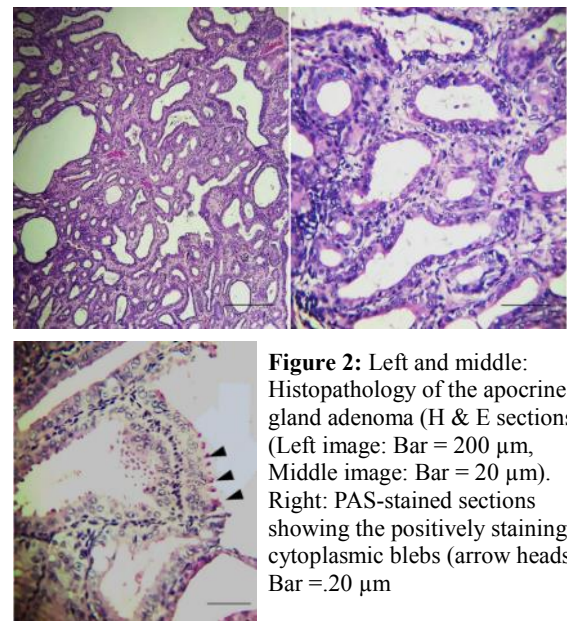 Figure 2: Left and middle:
Histopathology of the apocrine
gland adenoma (H & E sections
(Left image: Bar = 200 µm,
Middle image: Bar = 20 µm).
Right: PAS-stained sections
showing the positively staining
cytoplasmic blebs (arrow heads
Bar =.20 µm